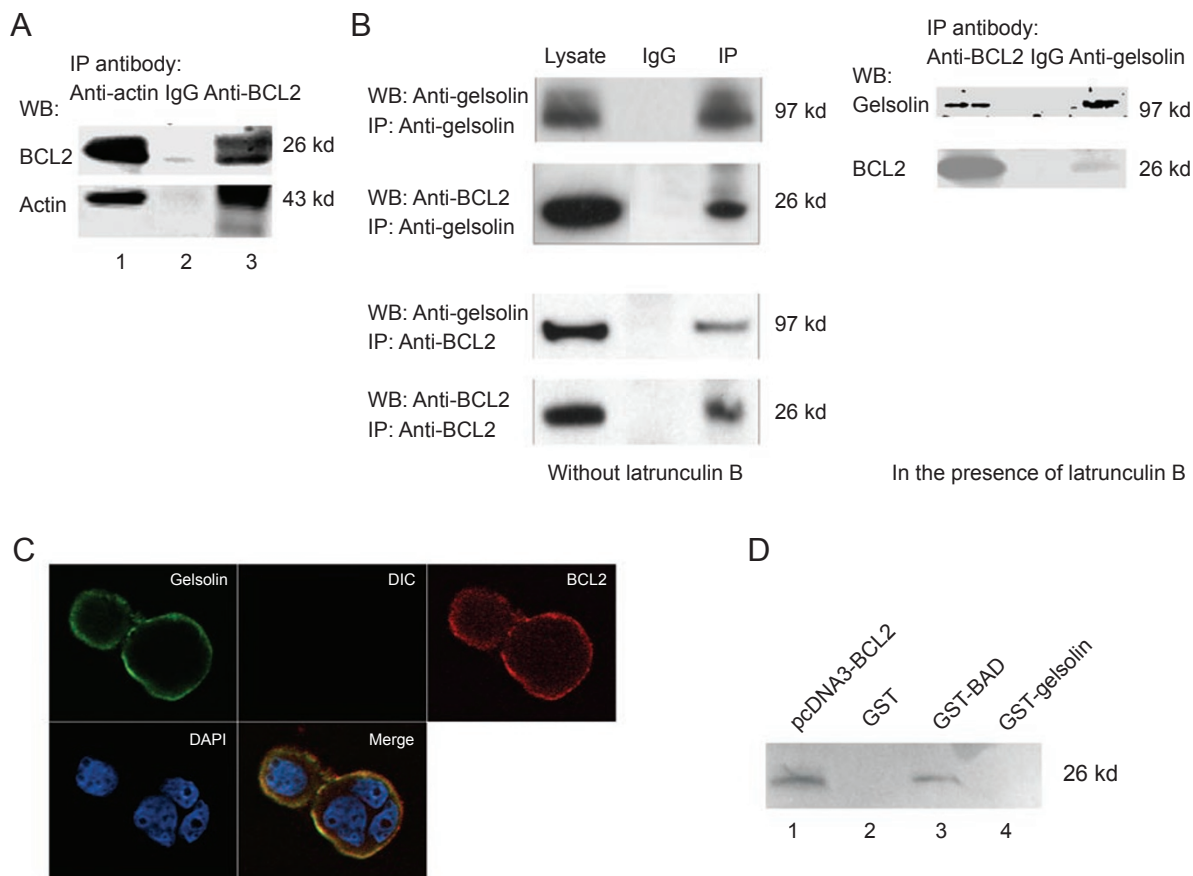 A
IP antibody:
Anti-actin IgG Anti-BCL2
WB:
BCL2
26 kd
Actin
43 kd
1 2 3
B
Lysate IgG IP
WB: Anti-gelsolin
IP: Anti-gelsolin
97 kd
WB: Anti-BCL2
IP: Anti-gelsolin
26 kd
WB: Anti-gelsolin
IP: Anti-BCL2
97 kd
WB: Anti-BCL2
IP: Anti-BCL2
26 kd
Without latrunculin B
IP antibody:
Anti-BCL2 IgG Anti-gelsolin
WB:
Gelsolin
97 kd
BCL2
26 kd
In the presence of latrunculin B
C
Gelsolin
DIC
BCL2
DAPI
Merge
D
pcDNA3-BCL2
GST
GST-BAD
GST-gelsolin
26 kd
1 2 3 4